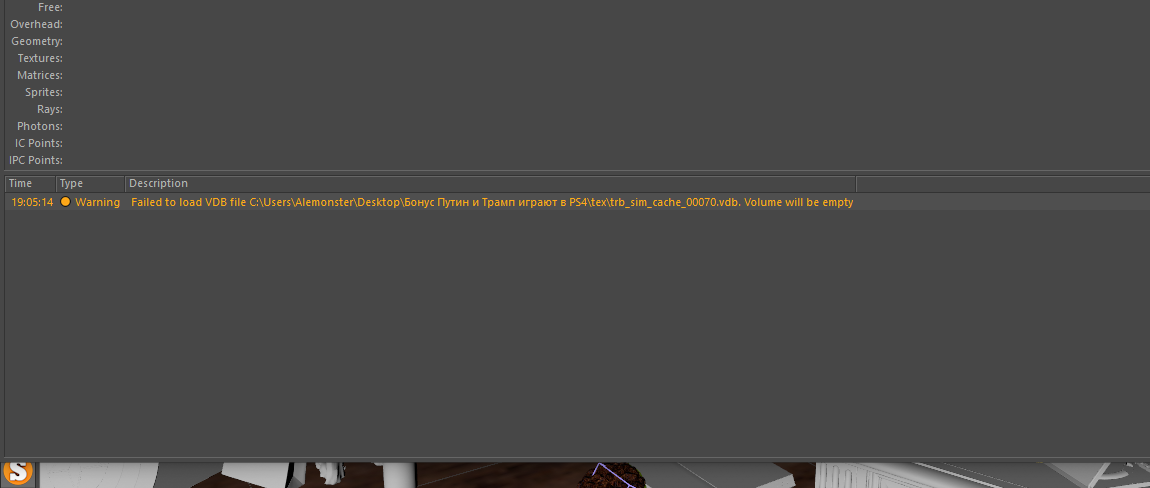 Free:
Overhead:
Geometry:
Textures:
Matrices:
Sprites:
Rays:
Photons:
IC Points:
IPC Points:
Time Type Description
19:05:14 Warning Failed to load VDB file C:\Users\Alemonster\Desktop\Бонус Путин и Трамп играют в PS4\tex\trb_sim_cache_00070.vdb. Volume will be empty
S